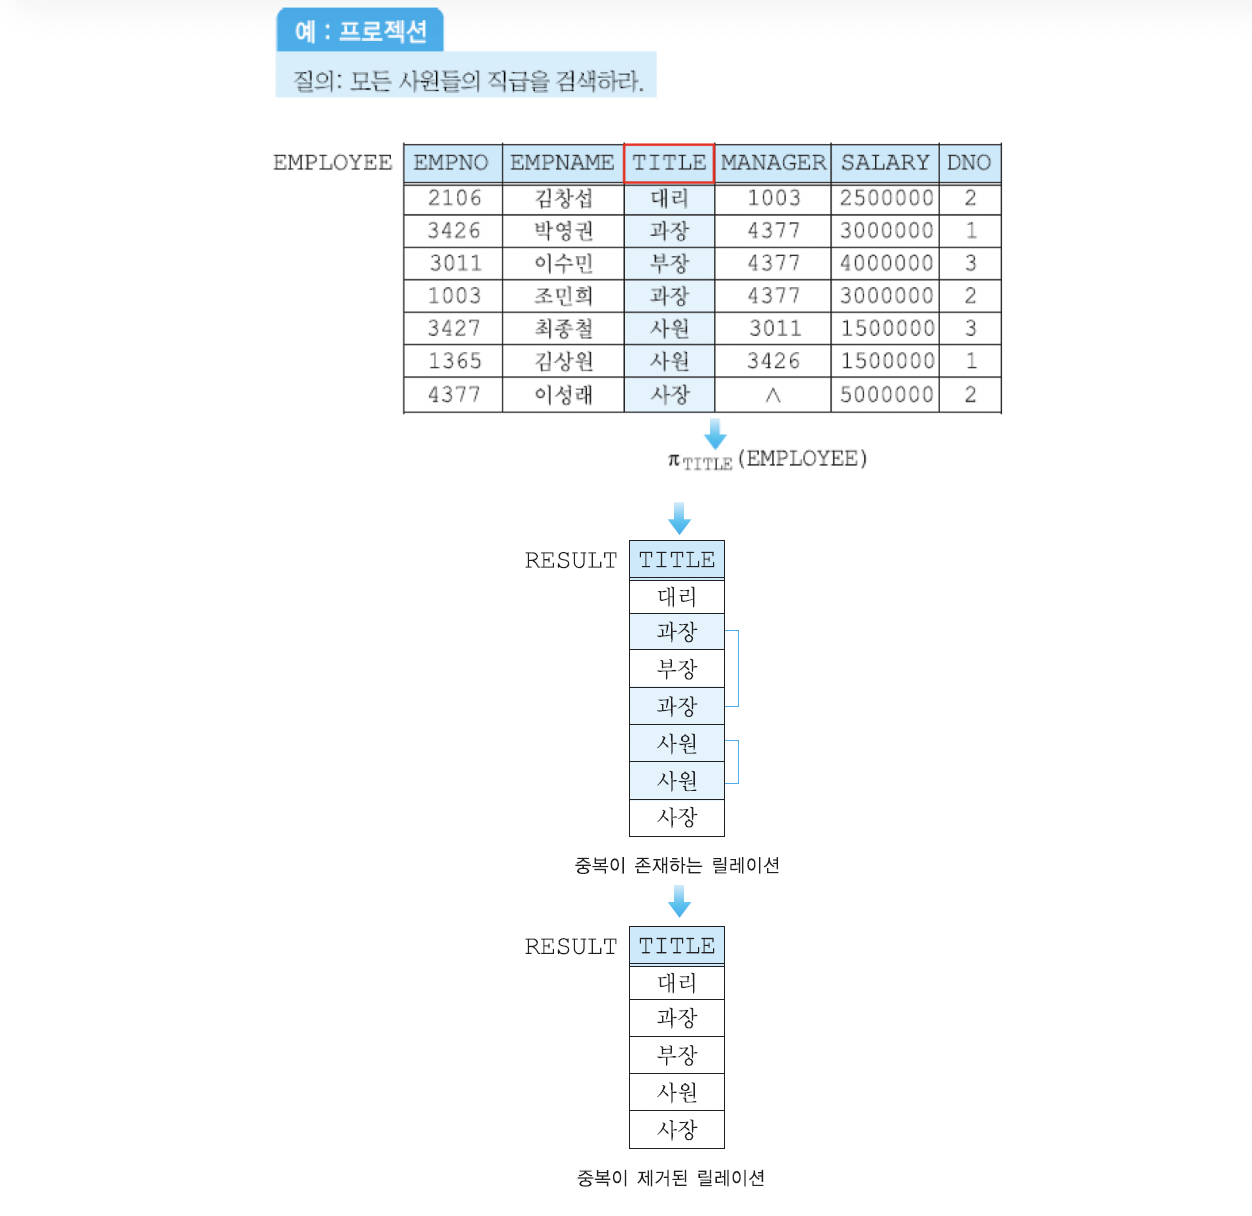 예 : 프로젝션
질의: 모든 사원들의 직급을 검색하라.
EMPLOYEE EMPNO EMPNAME TITLE MANAGER SALARY DNO
2106 김창섭 대리 1003 2500000 2
3426 박영권 과장 4377 3000000 1
3011 이수민 부장 4377 4000000 3
1003 조민희 과장 4377 3000000 2
3427 최종철 사원 3011 1500000 3
1365 김상원 사원 3426 1500000 1
4377 이성래 사장 ∧ 5000000 2
π TITLE (EMPLOYEE)
RESULT TITLE
대리
과장
부장
과장
사원
사원
사장
중복이 존재하는 릴레이션
RESULT TITLE
대리
과장
부장
사원
사장
중복이 제거된 릴레이션